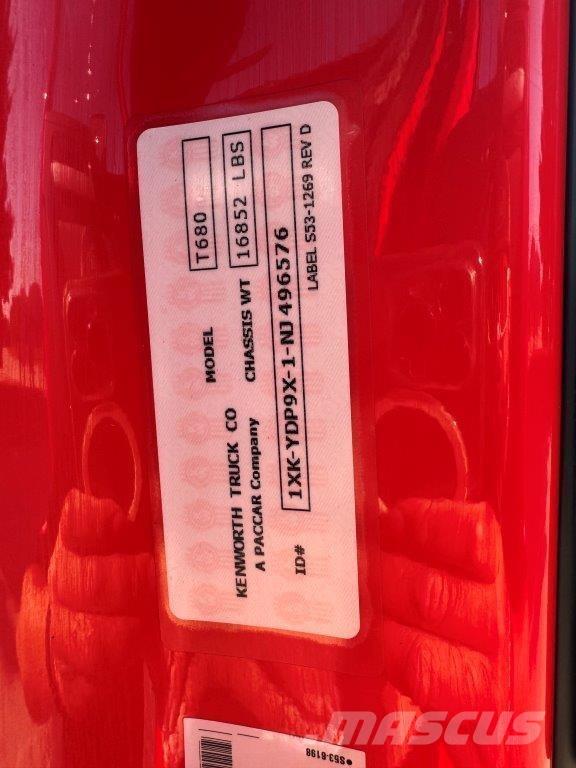 KENWORTH TRUCK CO MODEL T680
A PACCAR Company CHASSIS WT 16852 LBS
ID# 1XK-YDP9X-1-NJ496576
LABEL S53-1269 REV D
S53-6198
MASCUS